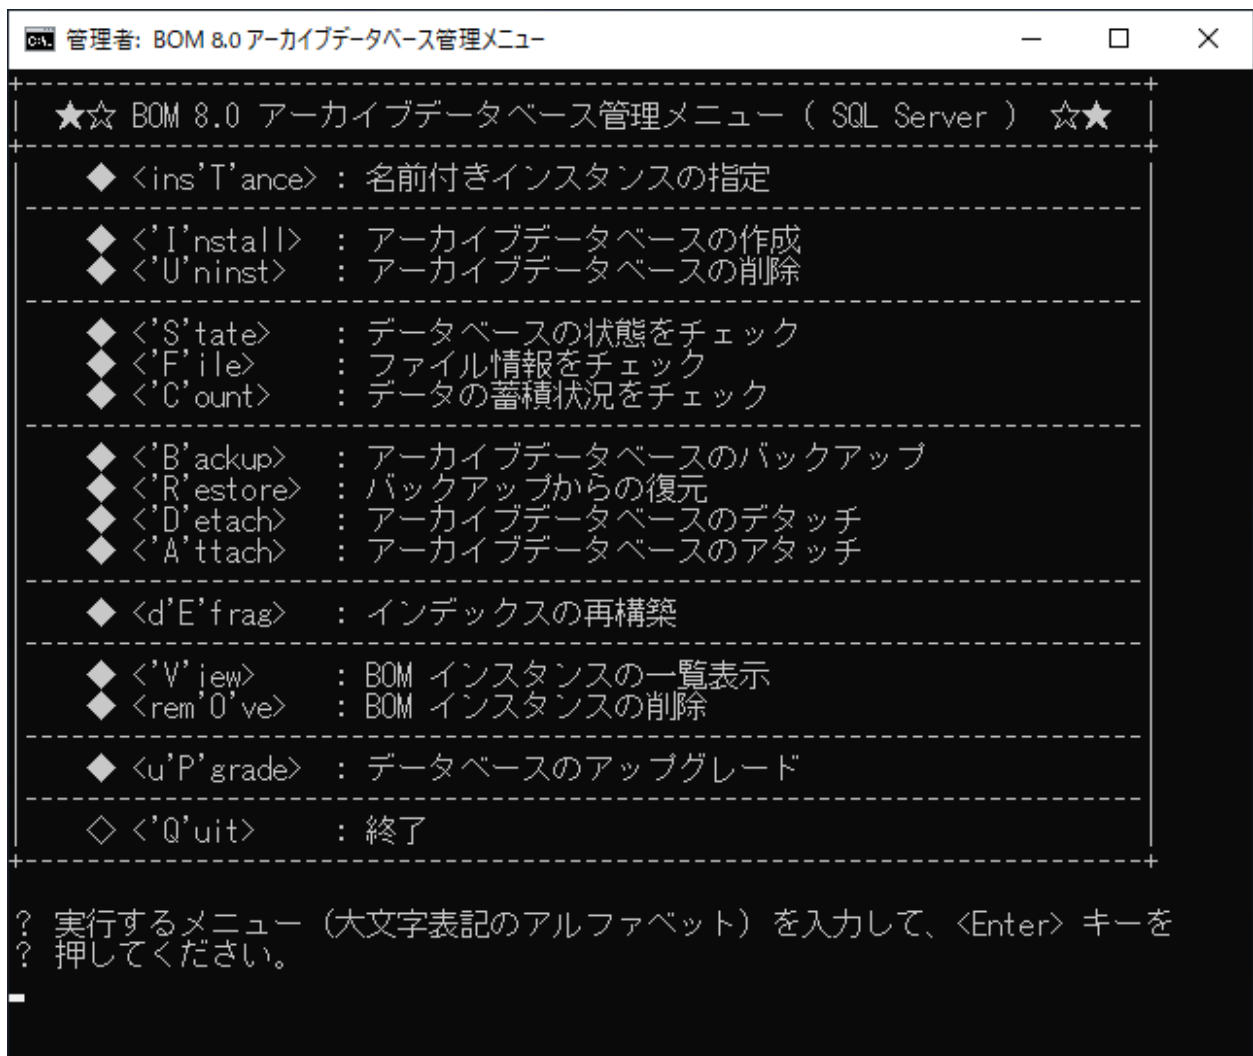 管理者: BOM 8.0 アーカイブデータベース管理メニュー
★☆ BOM 8.0 アーカイブデータベース管理メニュー ( SQL Server ) ☆★
◆ <ins'T'ance> : 名前付きインスタンスの指定
◆ <'I'nstall> : アーカイブデータベースの作成
◆ <'U'ninst> : アーカイブデータベースの削除
◆ <'S'tate> : データベースの状態をチェック
◆ <'F'ile> : ファイル情報をチェック
◆ <'C'ount> : データの蓄積状況をチェック
◆ <'B'ackup> : アーカイブデータベースのバックアップ
◆ <'R'estore> : バックアップからの復元
◆ <'D'etach> : アーカイブデータベースのデタッチ
◆ <'A'ttach> : アーカイブデータベースのアタッチ
◆ <d'E'frag> : インデックスの再構築
◆ <'V'iew> : BOM インスタンスの一覧表示
◆ <rem'O've> : BOM インスタンスの削除
◆ <u'P'grade> : データベースのアップグレード
◇ <'Q'uit> : 終了
? 実行するメニュー（大文字表記のアルファベット）を入力して、<Enter> キーを
? 押してください。